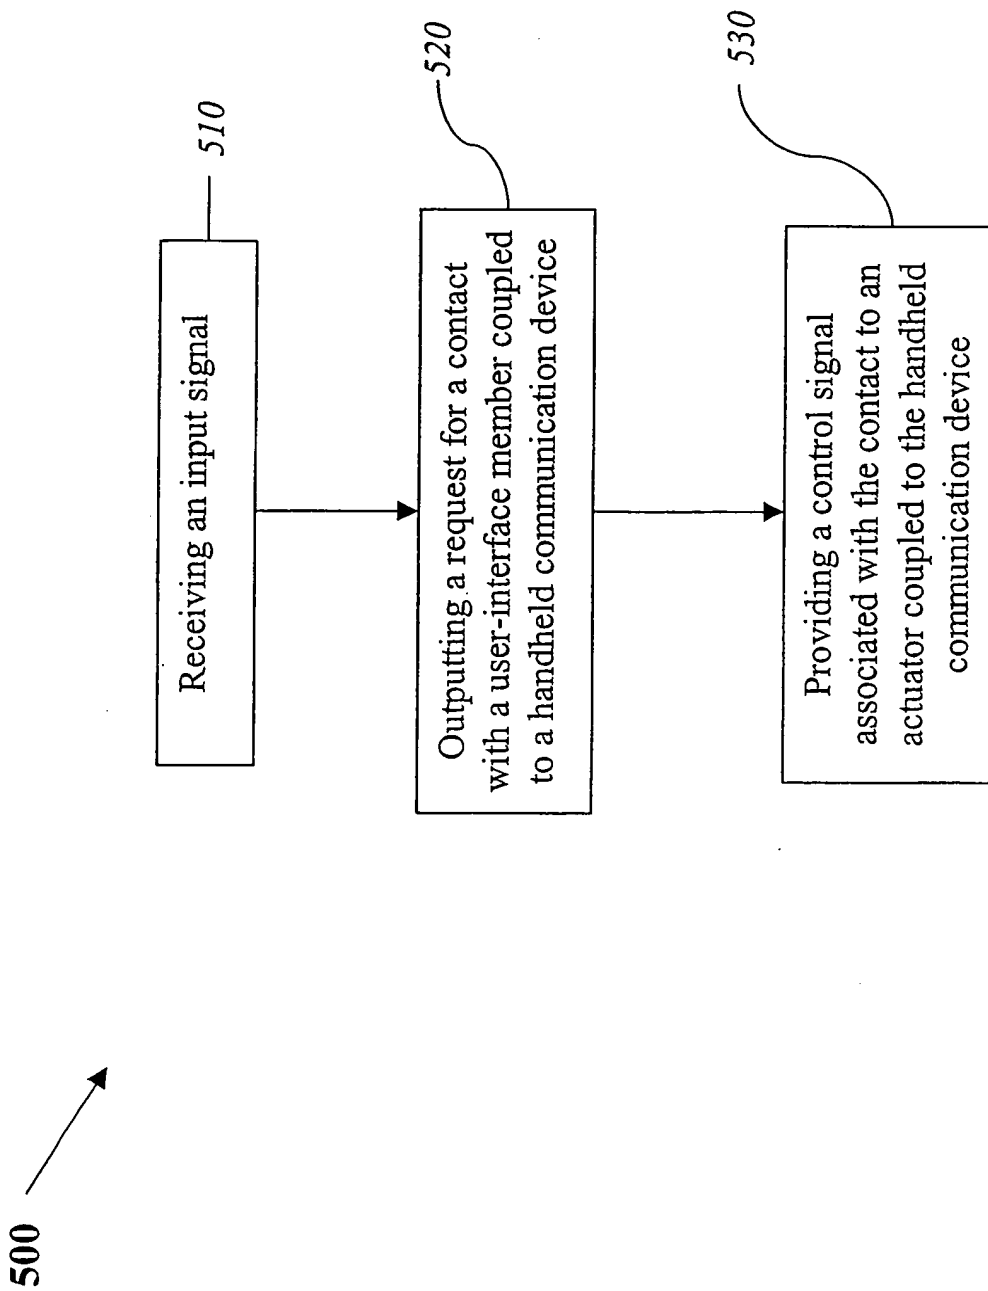 500
510
Receiving an input signal
520
Outputting a request for a contact
with a user-interface member coupled
to a handheld communication device
530
Providing a control signal
associated with the contact to an
actuator coupled to the handheld
communication device